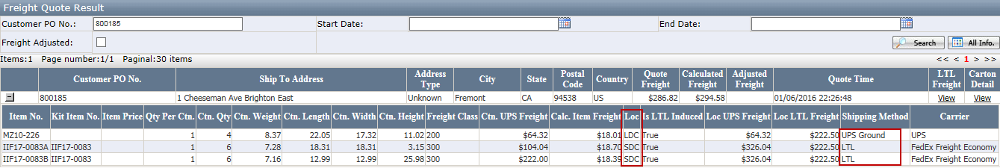 Freight Quote Result
Customer PO No.: 800185 Start Date: End Date:
Freight Adjusted: Search All Info.
Items:1 Page number:1/1 Paginal:30 items << < 1 > >>
Customer PO No. Ship To Address Address Type City State Postal Code Country Quote Freight Calculated Freight Adjusted Freight Quote Time LTL Freight Carton Detail
800185 1 Cheeseman Ave Brighton East Unknown Fremont CA 94538 US $286.82 $294.58 01/06/2016 22:26:48 View View
Item No. Kit Item No. Item Price Qty Per Ctn. Ctn. Qty Ctn. Weight Ctn. Length Ctn. Width Ctn. Height Freight Class Ctn. UPS Freight Calc. Item Freight Loc Is LTL Induced Loc UPS Freight Loc LTL Freight Shipping Method Carrier
MZ10-226 1 4 8.37 22.05 17.32 11.02 200 $64.32 $18.01 LDC True $64.32 $222.50 UPS Ground UPS
IIF17-0083A IIF17-0083 1 6 7.28 18.31 18.31 3.15 300 $104.04 $18.70 SDC True $326.04 $222.50 LTL FedEx Freight Economy
IIF17-0083B IIF17-0083 1 6 7.16 12.99 12.99 25.98 300 $222.00 $18.39 SDC True $326.04 $222.50 LTL FedEx Freight Economy